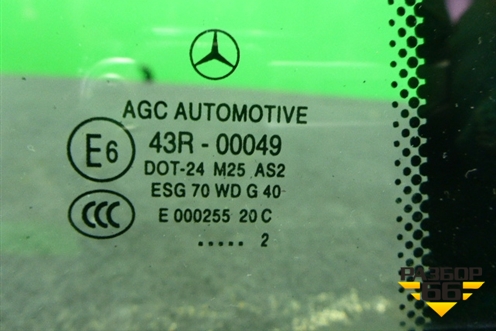 AGC AUTOMOTIVE
E6 43R - 00049
DOT-24 M25 AS2
ESG 70 WD G 40
CCC E 000255 20 C
..... 2
РАЗБОР
66